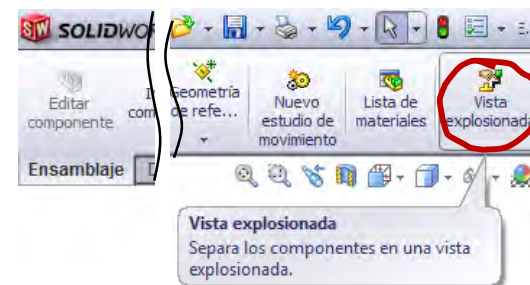 SOLIDWO
Editar
componente
I
com
Geometría
de refe...
Nuevo
estudio de
movimiento
Lista de
materiales
Vista
explosionada
Ensamblaje
Vista explosionada
Separa los componentes en una vista
explosionada.